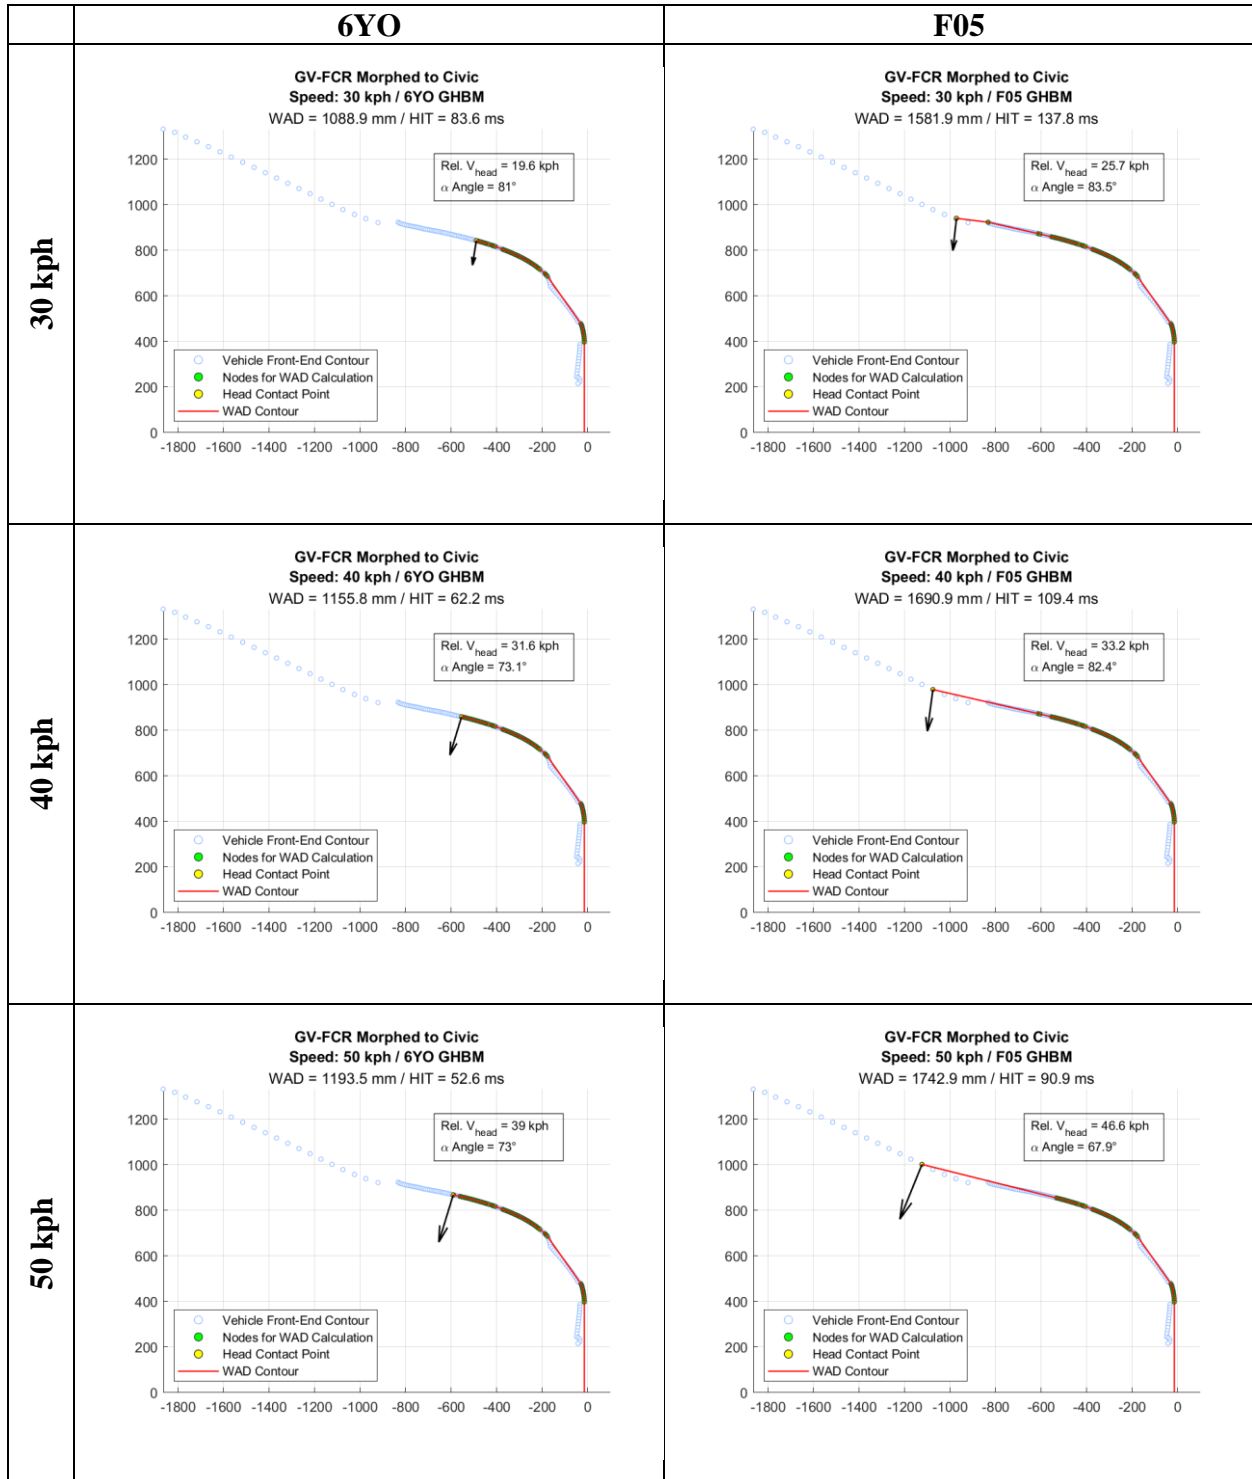 6YO
F05
30 kph
GV-FCR Morphed to Civic
Speed: 30 kph / 6YO GHBM
WAD = 1088.9 mm / HIT = 83.6 ms
Rel. V_head = 19.6 kph
α Angle = 81°
1200
1000
800
600
400
200
0
Vehicle Front-End Contour
Nodes for WAD Calculation
Head Contact Point
WAD Contour
-1800 -1600 -1400 -1200 -1000 -800 -600 -400 -200 0
GV-FCR Morphed to Civic
Speed: 30 kph / F05 GHBM
WAD = 1581.9 mm / HIT = 137.8 ms
Rel. V_head = 25.7 kph
α Angle = 83.5°
1200
1000
800
600
400
200
0
Vehicle Front-End Contour
Nodes for WAD Calculation
Head Contact Point
WAD Contour
-1800 -1600 -1400 -1200 -1000 -800 -600 -400 -200 0
40 kph
GV-FCR Morphed to Civic
Speed: 40 kph / 6YO GHBM
WAD = 1155.8 mm / HIT = 62.2 ms
Rel. V_head = 31.6 kph
α Angle = 73.1°
1200
1000
800
600
400
200
0
Vehicle Front-End Contour
Nodes for WAD Calculation
Head Contact Point
WAD Contour
-1800 -1600 -1400 -1200 -1000 -800 -600 -400 -200 0
GV-FCR Morphed to Civic
Speed: 40 kph / F05 GHBM
WAD = 1690.9 mm / HIT = 109.4 ms
Rel. V_head = 33.2 kph
α Angle = 82.4°
1200
1000
800
600
400
200
0
Vehicle Front-End Contour
Nodes for WAD Calculation
Head Contact Point
WAD Contour
-1800 -1600 -1400 -1200 -1000 -800 -600 -400 -200 0
50 kph
GV-FCR Morphed to Civic
Speed: 50 kph / 6YO GHBM
WAD = 1193.5 mm / HIT = 52.6 ms
Rel. V_head = 39 kph
α Angle = 73°
1200
1000
800
600
400
200
0
Vehicle Front-End Contour
Nodes for WAD Calculation
Head Contact Point
WAD Contour
-1800 -1600 -1400 -1200 -1000 -800 -600 -400 -200 0
GV-FCR Morphed to Civic
Speed: 50 kph / F05 GHBM
WAD = 1742.9 mm / HIT = 90.9 ms
Rel. V_head = 46.6 kph
α Angle = 67.9°
1200
1000
800
600
400
200
0
Vehicle Front-End Contour
Nodes for WAD Calculation
Head Contact Point
WAD Contour
-1800 -1600 -1400 -1200 -1000 -800 -600 -400 -200 0